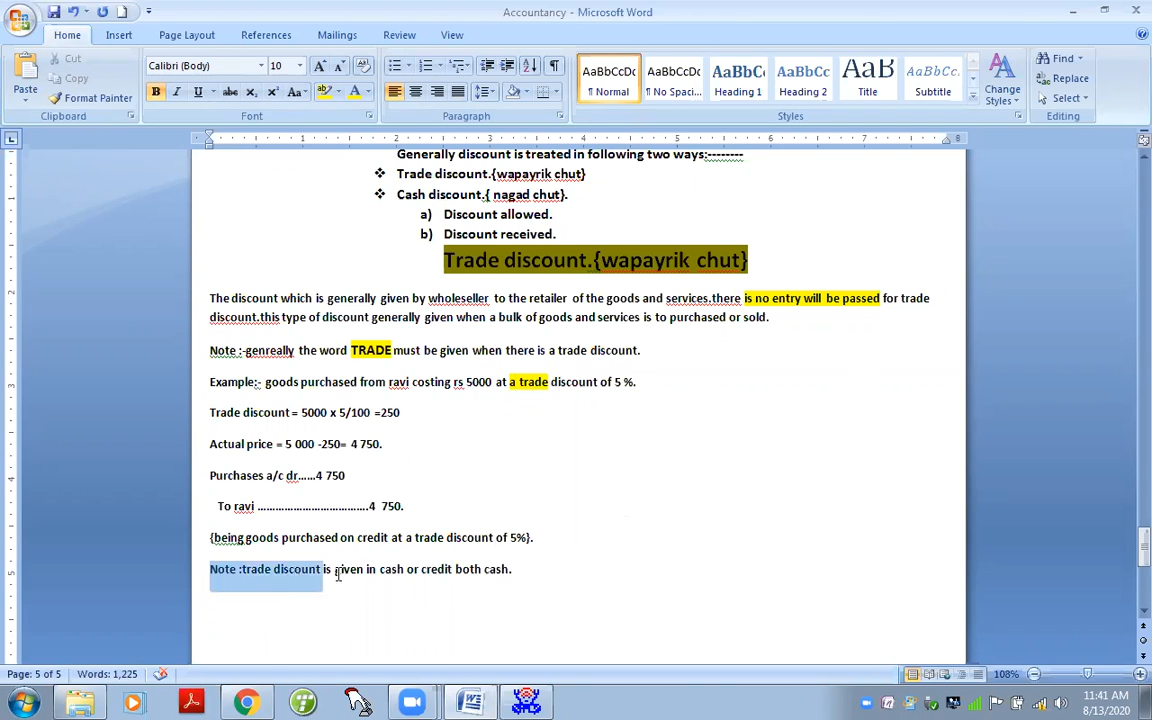 Accountancy - Microsoft Word
Home Insert Page Layout References Mailings Review View
Paste Cut Copy Format Painter
Calibri (Body) 10
AaBbCcDc AaBbCcDc AaBbC AaBbCc AaB AaBbCc
¶ Normal ¶ No Spaci... Heading 1 Heading 2 Title Subtitle
Change Styles
Find Replace Select
Clipboard Font Paragraph Styles Editing
Generally discount is treated in following two ways:--------
❖ Trade discount.{wapayrik chut}
❖ Cash discount.{ nagad chut}.
a) Discount allowed.
b) Discount received.
Trade discount.{wapayrik chut}
The discount which is generally given by wholeseller to the retailer of the goods and services.there is no entry will be passed for trade
discount.this type of discount generally given when a bulk of goods and services is to purchased or sold.
Note :-genreally the word TRADE must be given when there is a trade discount.
Example:- goods purchased from ravi costing rs 5000 at a trade discount of 5 %.
Trade discount = 5000 x 5/100 =250
Actual price = 5 000 -250= 4 750.
Purchases a/c dr......4 750
To ravi .......................................4 750.
{being goods purchased on credit at a trade discount of 5%}.
Note :trade discount is given in cash or credit both cash.
Page: 5 of 5 Words: 1,225 108%
11:41 AM
8/13/2020